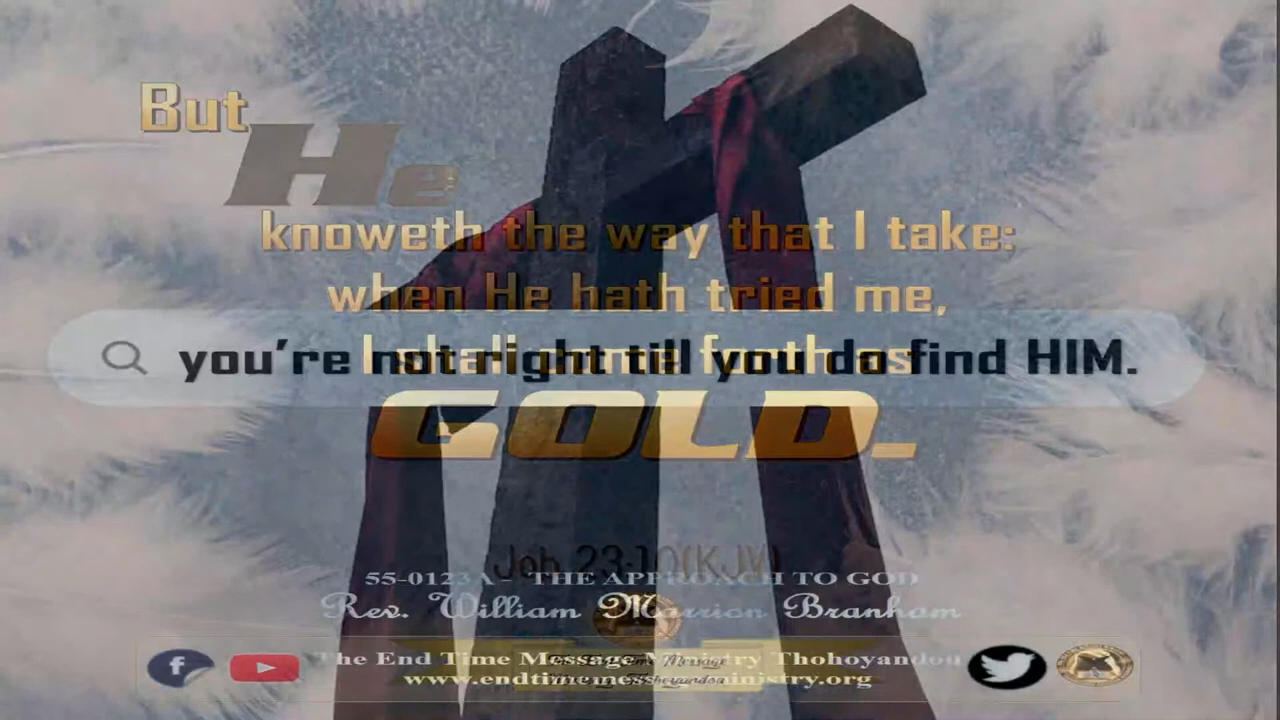 But
He
knoweth the way that I take:
when He hath tried me,
I shall come forth as
you're not right till you do find HIM.
GOLD.
Job 23:10(KJV)
55-0123A - THE APPROACH TO GOD
Rev. William Marrion Branham
The End Time Message Ministry Thohoyandou
www.endtimemessageministry.org